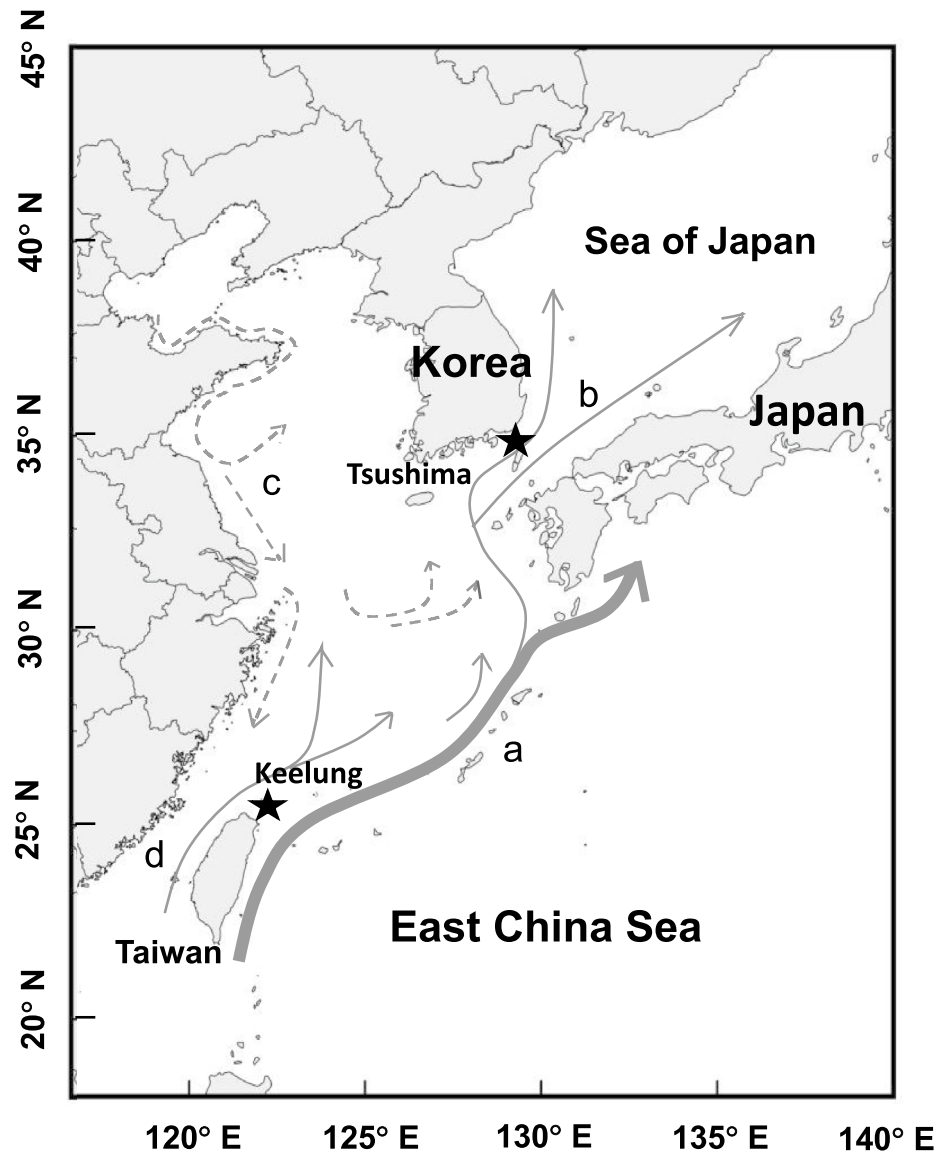 45° N
40° N
35° N
30° N
25° N
20° N
Sea of Japan
Korea
b
Japan
Tsushima
c
a
Keelung
d
East China Sea
Taiwan
120° E
125° E
130° E
135° E
140° E